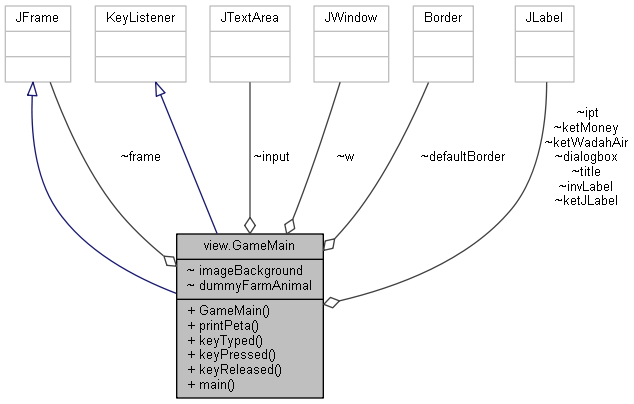 JFrame
KeyListener
JTextArea
JWindow
Border
JLabel
~frame
~input
~w
~defaultBorder
~ipt
~ketMoney
~ketWadahAir
~dialogbox
~title
~invLabel
~ketJLabel
view.GameMain
~ imageBackground
~ dummyFarmAnimal
+ GameMain()
+ printPeta()
+ keyTyped()
+ keyPressed()
+ keyReleased()
+ main()